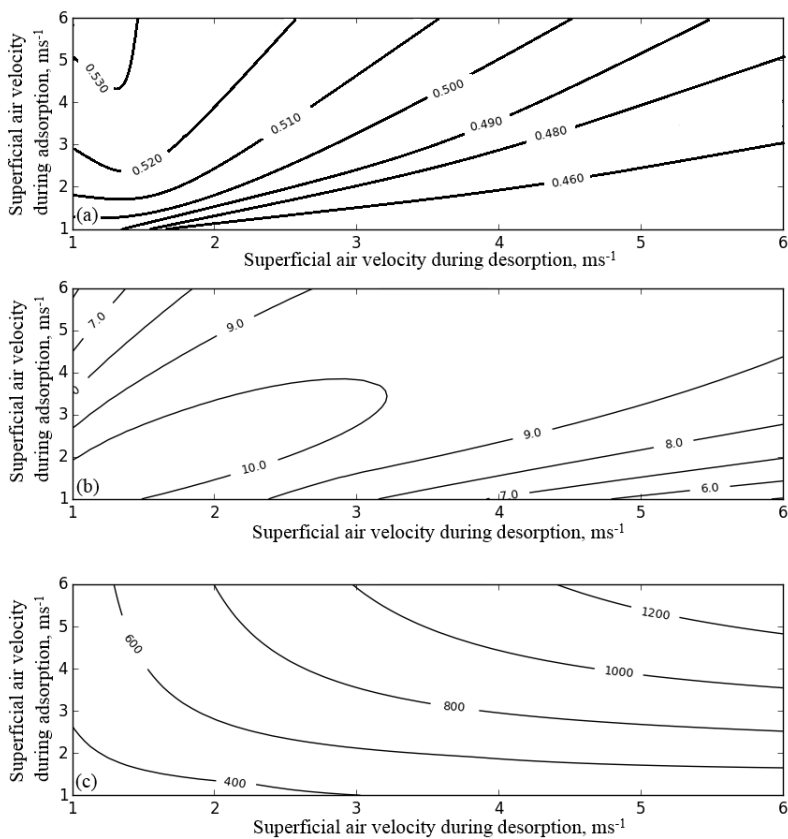 Superficial air velocity
during adsorption, ms-1
6
5
4
3
2
1
0.530
0.520
0.510
0.500
0.490
0.480
0.460
(a)
1 2 3 4 5 6
Superficial air velocity during desorption, ms-1
Superficial air velocity
during adsorption, ms-1
6
5
4
3
2
1
7.0
9.0
10.0
9.0
8.0
7.0
6.0
(b)
1 2 3 4 5 6
Superficial air velocity during desorption, ms-1
Superficial air velocity
during adsorption, ms-1
6
5
4
3
2
1
600
1200
1000
800
400
(c)
1 2 3 4 5 6
Superficial air velocity during desorption, ms-1